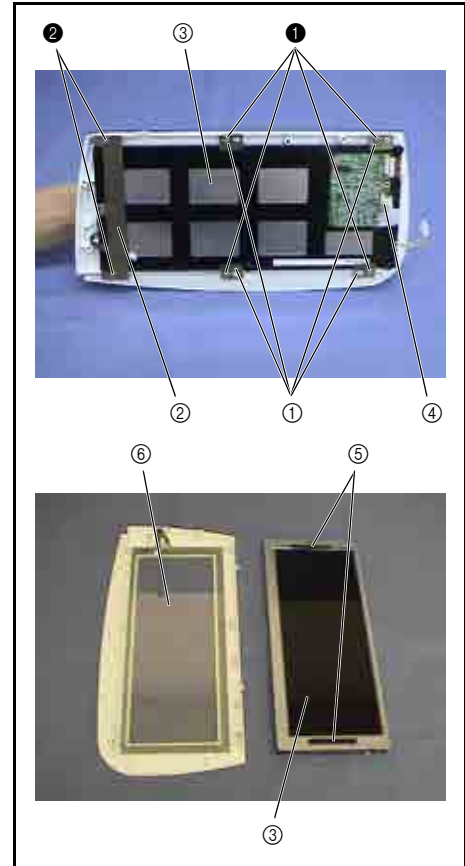 ❷ ③ ❶
② ① ④
⑥ ⑤
③